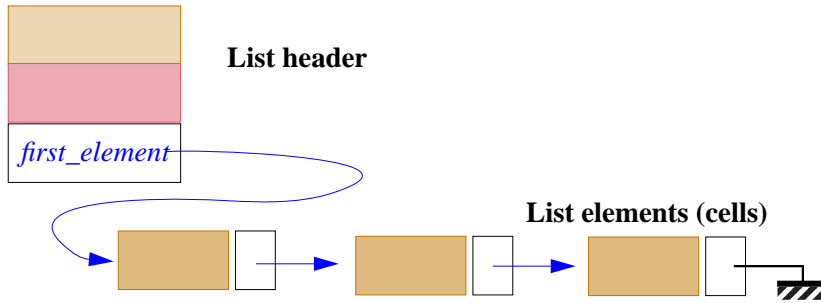 List header
first_element
List elements (cells)